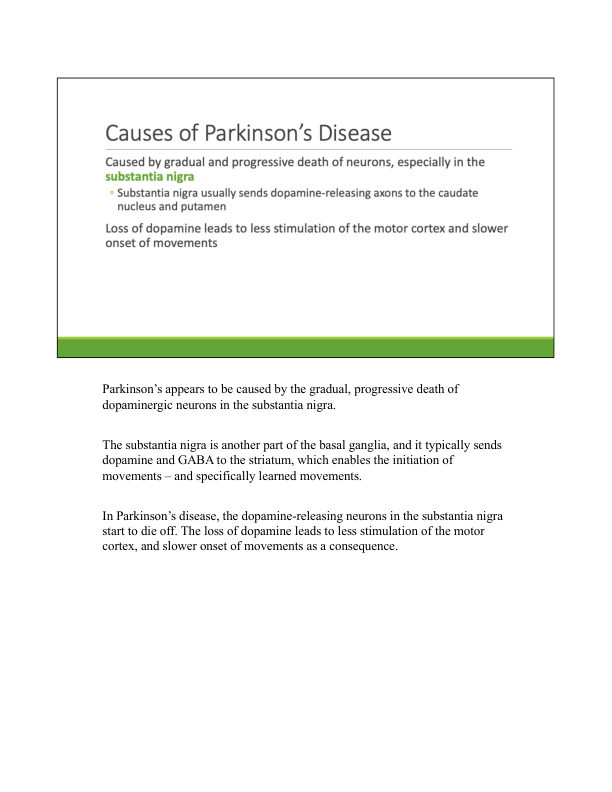 Causes of Parkinson’s Disease
Caused by gradual and progressive death of neurons, especially in the
substantia nigra
◦ Substantia nigra usually sends dopamine-releasing axons to the caudate
nucleus and putamen
Loss of dopamine leads to less stimulation of the motor cortex and slower
onset of movements
Parkinson’s appears to be caused by the gradual, progressive death of
dopaminergic neurons in the substantia nigra.
The substantia nigra is another part of the basal ganglia, and it typically sends
dopamine and GABA to the striatum, which enables the initiation of
movements – and specifically learned movements.
In Parkinson’s disease, the dopamine-releasing neurons in the substantia nigra
start to die off. The loss of dopamine leads to less stimulation of the motor
cortex, and slower onset of movements as a consequence.